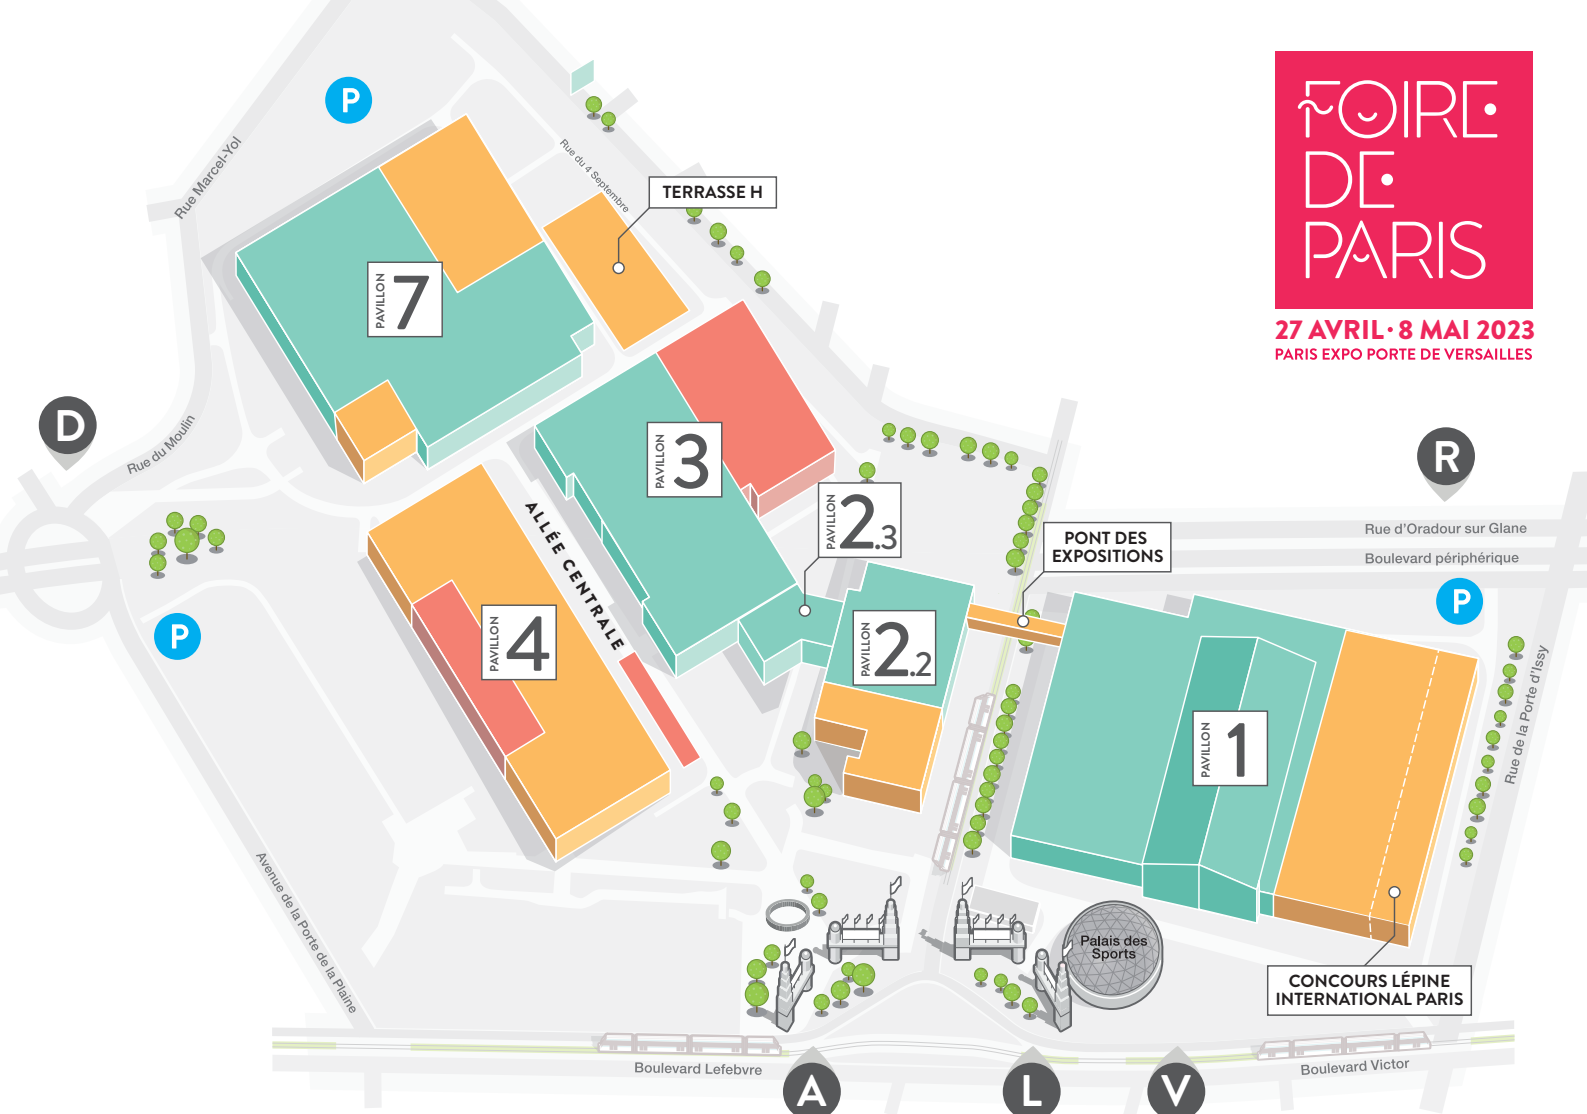 FOIRE
DE
PARIS
27 AVRIL · 8 MAI 2023
PARIS EXPO PORTE DE VERSAILLES
P
Rue Marcel-Yol
Rue du 4 Septembre
TERRASSE H
PAVILLON 7
D
Rue du Moulin
PAVILLON 3
R
ALLÉE CENTRALE
PAVILLON 2.3
PONT DES
EXPOSITIONS
Rue d'Oradour sur Glane
Boulevard périphérique
P
P
PAVILLON 4
PAVILLON 2.2
Rue de la Porte d'Issy
PAVILLON 1
Avenue de la Porte de la Plaine
Palais des
Sports
CONCOURS LÉPINE
INTERNATIONAL PARIS
Boulevard Lefebvre
Boulevard Victor
A
L
V